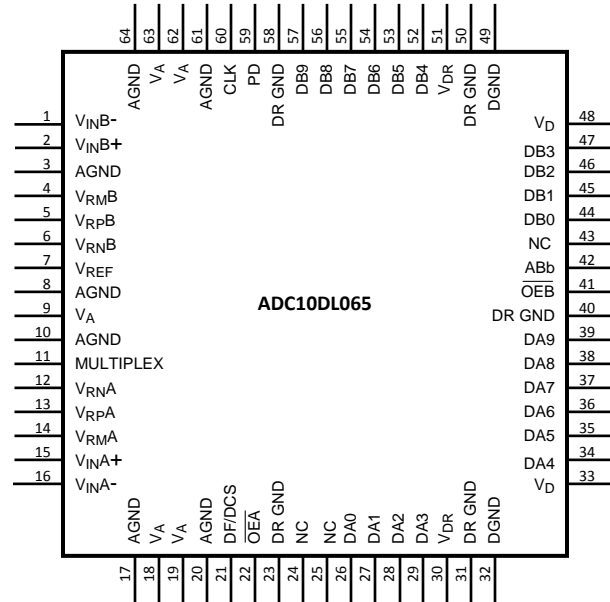 64 63 62 61 60 59 58 57 56 55 54 53 52 51 50 49
AGND VA VA AGND CLK PD DR GND DB9 DB8 DB7 DB6 DB5 DB4 VDR DR GND DGND
1 VINB-
2 VINB+
3 AGND
4 VRMB
5 VRPB
6 VRNB
7 VREF
8 AGND
9 VA
10 AGND
11 MULTIPLEX
12 VRNA
13 VRPA
14 VRMA
15 VINA+
16 VINA-
ADC10DL065
VD 48
DB3 47
DB2 46
DB1 45
DB0 44
NC 43
ABb 42
OEB 41
DR GND 40
DA9 39
DA8 38
DA7 37
DA6 36
DA5 35
DA4 34
VD 33
AGND VA VA AGND DF/DCS OEA DR GND NC NC DA0 DA1 DA2 DA3 VDR DR GND DGND
17 18 19 20 21 22 23 24 25 26 27 28 29 30 31 32